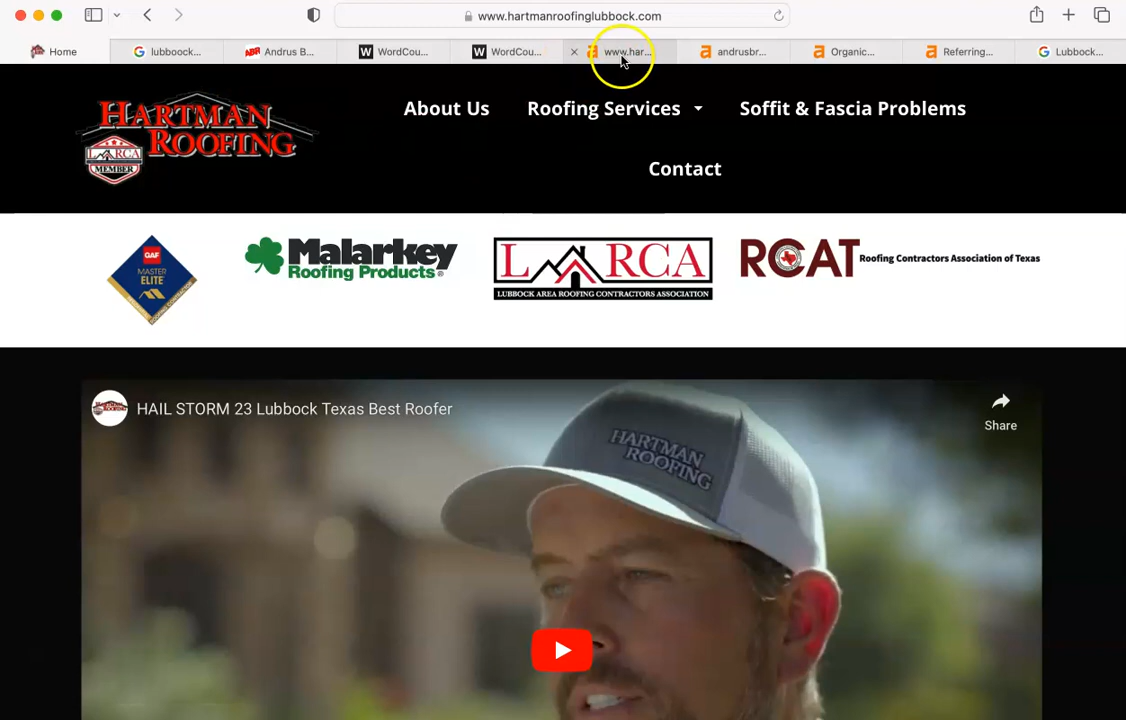 www.hartmanroofinglubbock.com
Home
lubboock...
Andrus B...
WordCou...
WordCou...
www.har...
andrusbr...
Organic...
Referring...
Lubbock...
HARTMAN
ROOFING
LARCA
MEMBER
About Us
Roofing Services
Soffit & Fascia Problems
Contact
GAF
MASTER
ELITE
Malarkey
Roofing Products®
LARCA
LUBBOCK AREA ROOFING CONTRACTORS ASSOCIATION
RCAT Roofing Contractors Association of Texas
HAIL STORM 23 Lubbock Texas Best Roofer
Share
HARTMAN
ROOFING